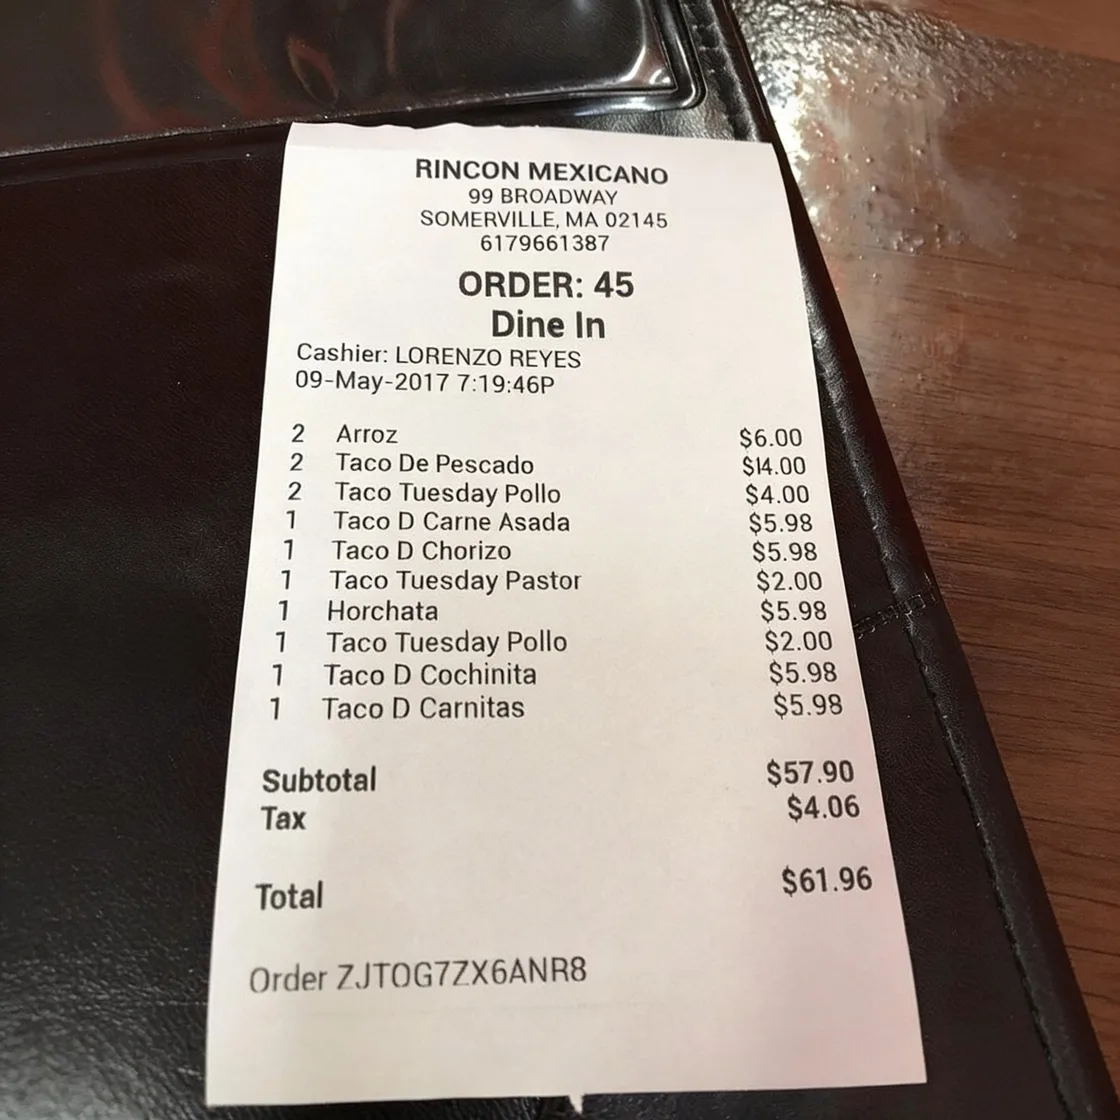 RINCON MEXICANO
99 BROADWAY
SOMERVILLE, MA 02145
6179661387
ORDER: 45
Dine In
Cashier: LORENZO REYES
09-May-2017 7:19:46P
2 Arroz $6.00
2 Taco De Pescado $14.00
2 Taco Tuesday Pollo $4.00
1 Taco D Carne Asada $5.98
1 Taco D Chorizo $5.98
1 Taco Tuesday Pastor $2.00
1 Horchata $5.98
1 Taco Tuesday Pollo $2.00
1 Taco D Cochinita $5.98
1 Taco D Carnitas $5.98
Subtotal $57.90
Tax $4.06
Total $61.96
Order ZJTOG7ZX6ANR8